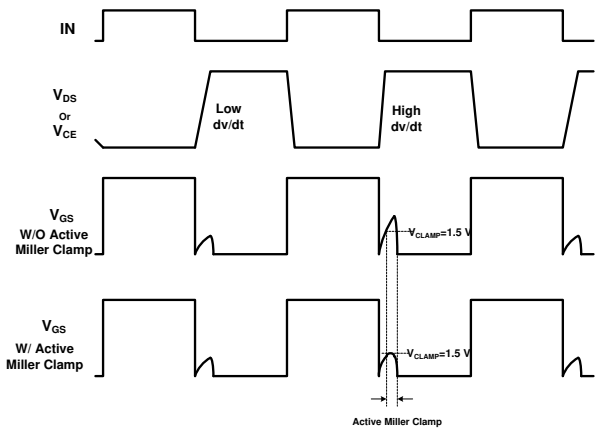 IN
V_DS
Or
V_CE
Low
dv/dt
High
dv/dt
V_GS
W/O Active
Miller Clamp
V_CLAMP=1.5 V
V_GS
W/ Active
Miller Clamp
V_CLAMP=1.5 V
Active Miller Clamp